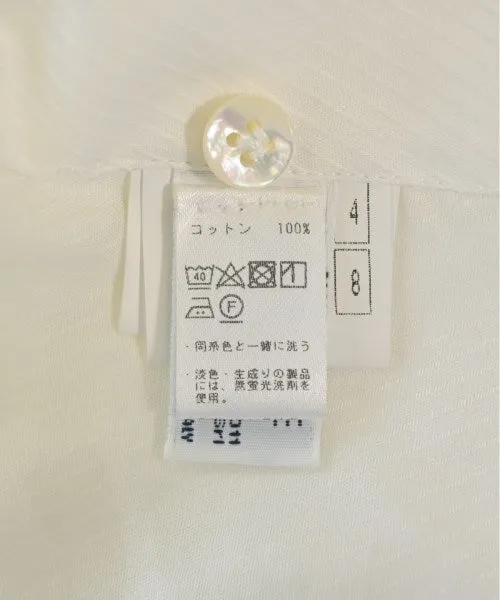 コットン 100%
40
F
・同系色と一緒に洗う
・淡色・生成りの製品
には、無蛍光洗剤を
使用。
4
8